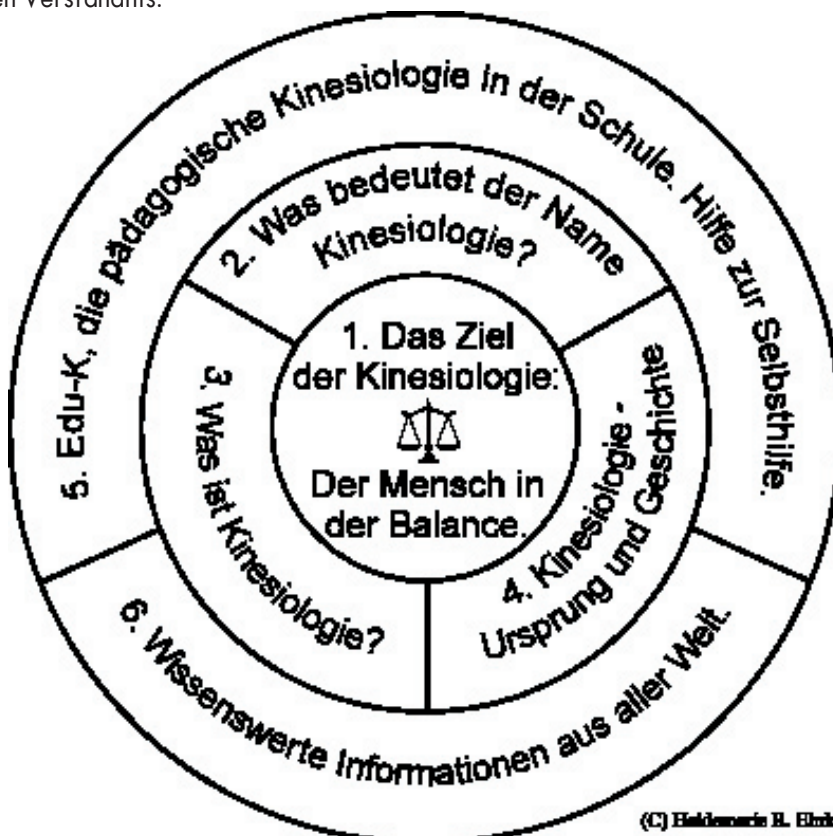 Verständnis.
1. Das Ziel
der Kinesiologie:
Der Mensch in
der Balance.
2. Was bedeutet der Name
Kinesiologie?
3. Was ist Kinesiologie?
4. Kinesiologie -
Ursprung und Geschichte
5. Edu-K, die pädagogische Kinesiologie in der Schule. Hilfe zur Selbsthilfe.
6. Wissenswerte Informationen aus aller Welt.
(C) Heidemarie R.